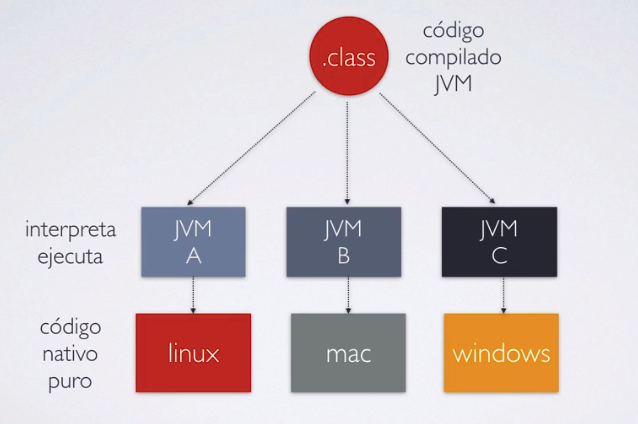 .class
código
compilado
JVM
interpreta
ejecuta
JVM
A
JVM
B
JVM
C
código
nativo
puro
linux
mac
windows